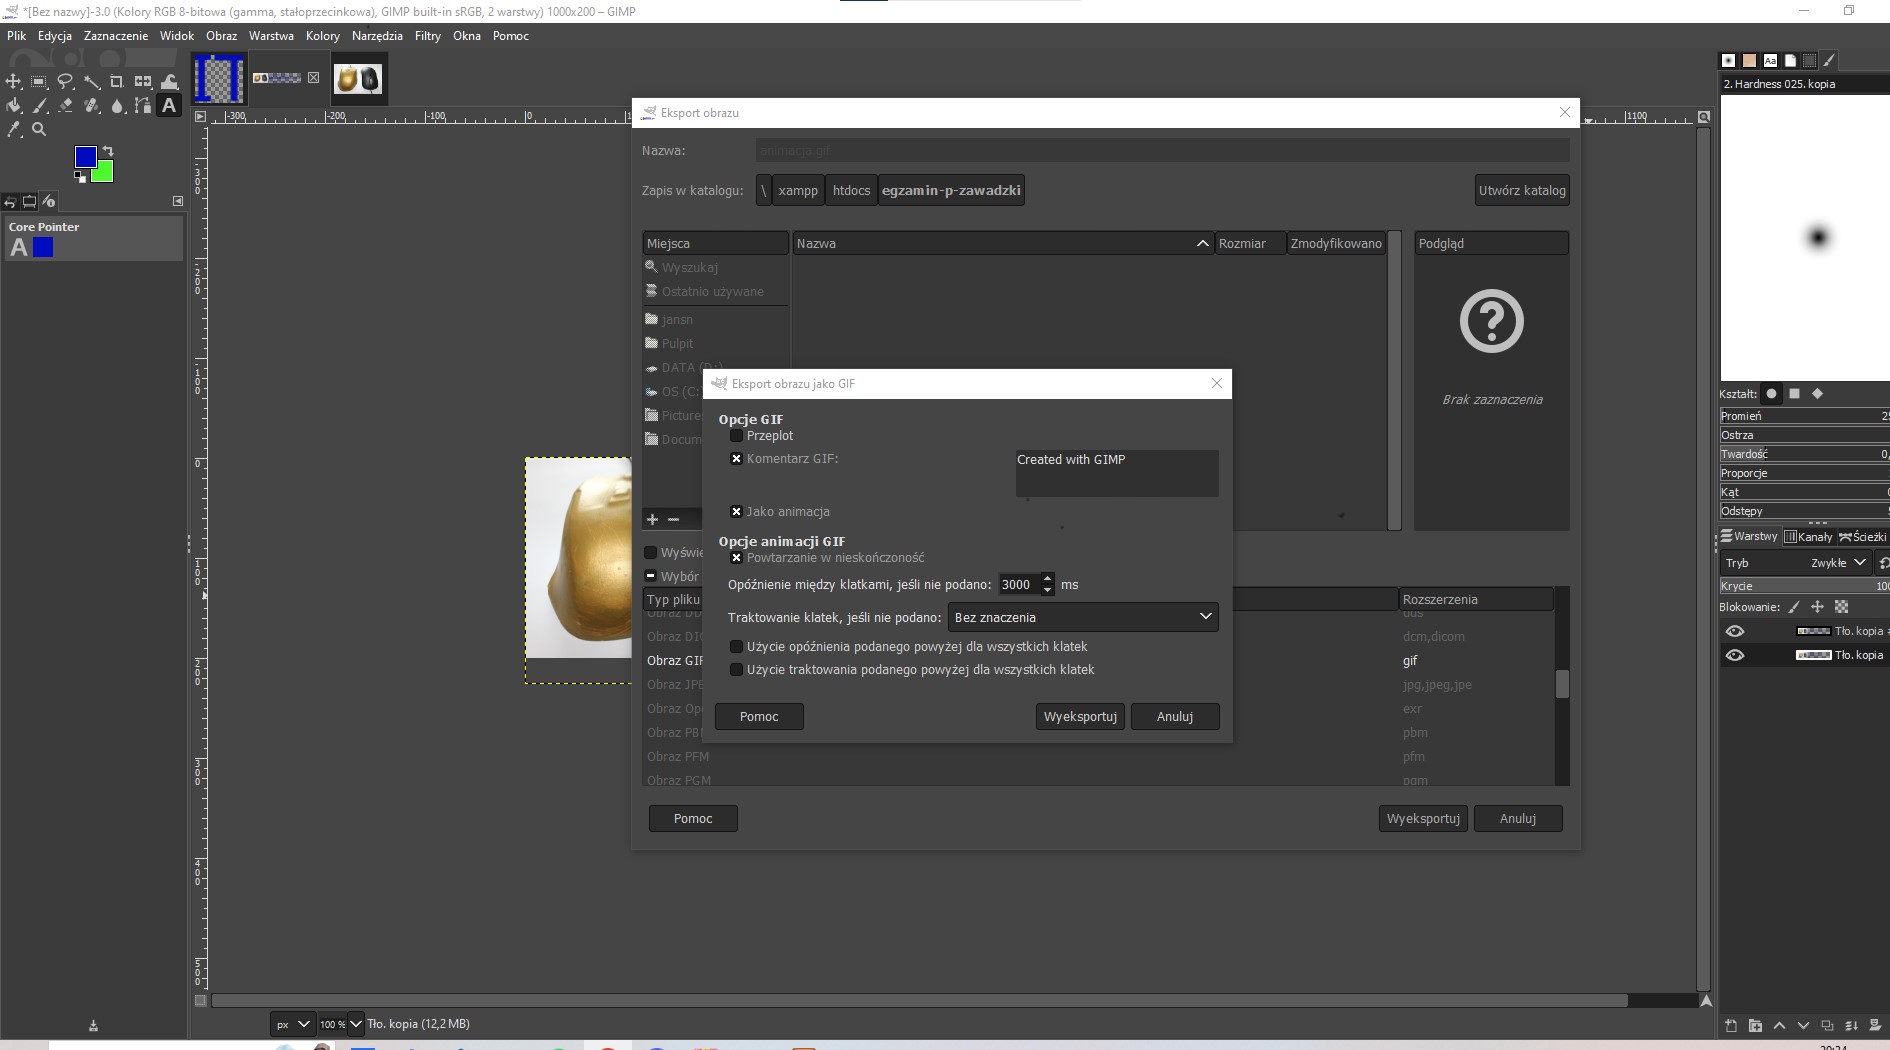 *[Bez nazwy]-3.0 (Kolory RGB 8-bitowa (gamma, stałoprzecinkowa), GIMP built-in sRGB, 2 warstwy) 1000x200 – GIMP
Plik Edycja Zaznaczenie Widok Obraz Warstwa Kolory Narzędzia Filtry Okna Pomoc
Core Pointer
-300 -200 -100 0 1100
Eksport obrazu
Nazwa: animacja.gif
Zapis w katalogu: \ xampp htdocs egzamin-p-zawadzki Utwórz katalog
Miejsca Nazwa Rozmiar Zmodyfikowano Podgląd
Wyszukaj
Ostatnio używane
jansn
Pulpit
DATA (D:)
OS (C:
Pictures
Docum
Brak zaznaczenia
Wyświe
Wybór
Typ pliku Rozszerzenia
Obraz DD dds
Obraz DIC dcm,dicom
Obraz GIF gif
Obraz JPE jpg,jpeg,jpe
Obraz Ope exr
Obraz PBM pbm
Obraz PFM pfm
Obraz PGM pgm
Pomoc Wyeksportuj Anuluj
Eksport obrazu jako GIF
Opcje GIF
Przeplot
Komentarz GIF: Created with GIMP
Jako animacja
Opcje animacji GIF
Powtarzanie w nieskończoność
Opóźnienie między klatkami, jeśli nie podano: 3000 ms
Traktowanie klatek, jeśli nie podano: Bez znaczenia
Użycie opóźnienia podanego powyżej dla wszystkich klatek
Użycie traktowania podanego powyżej dla wszystkich klatek
Pomoc Wyeksportuj Anuluj
2. Hardness 025. kopia
Kształt:
Promień 25
Ostrza
Twardość 0,
Proporcje
Kąt 0
Odstępy 5
Warstwy Kanały Ścieżki
Tryb Zwykłe
Krycie 100
Blokowanie:
Tło. kopia #
Tło. kopia
px 100 % Tło. kopia (12,2 MB)